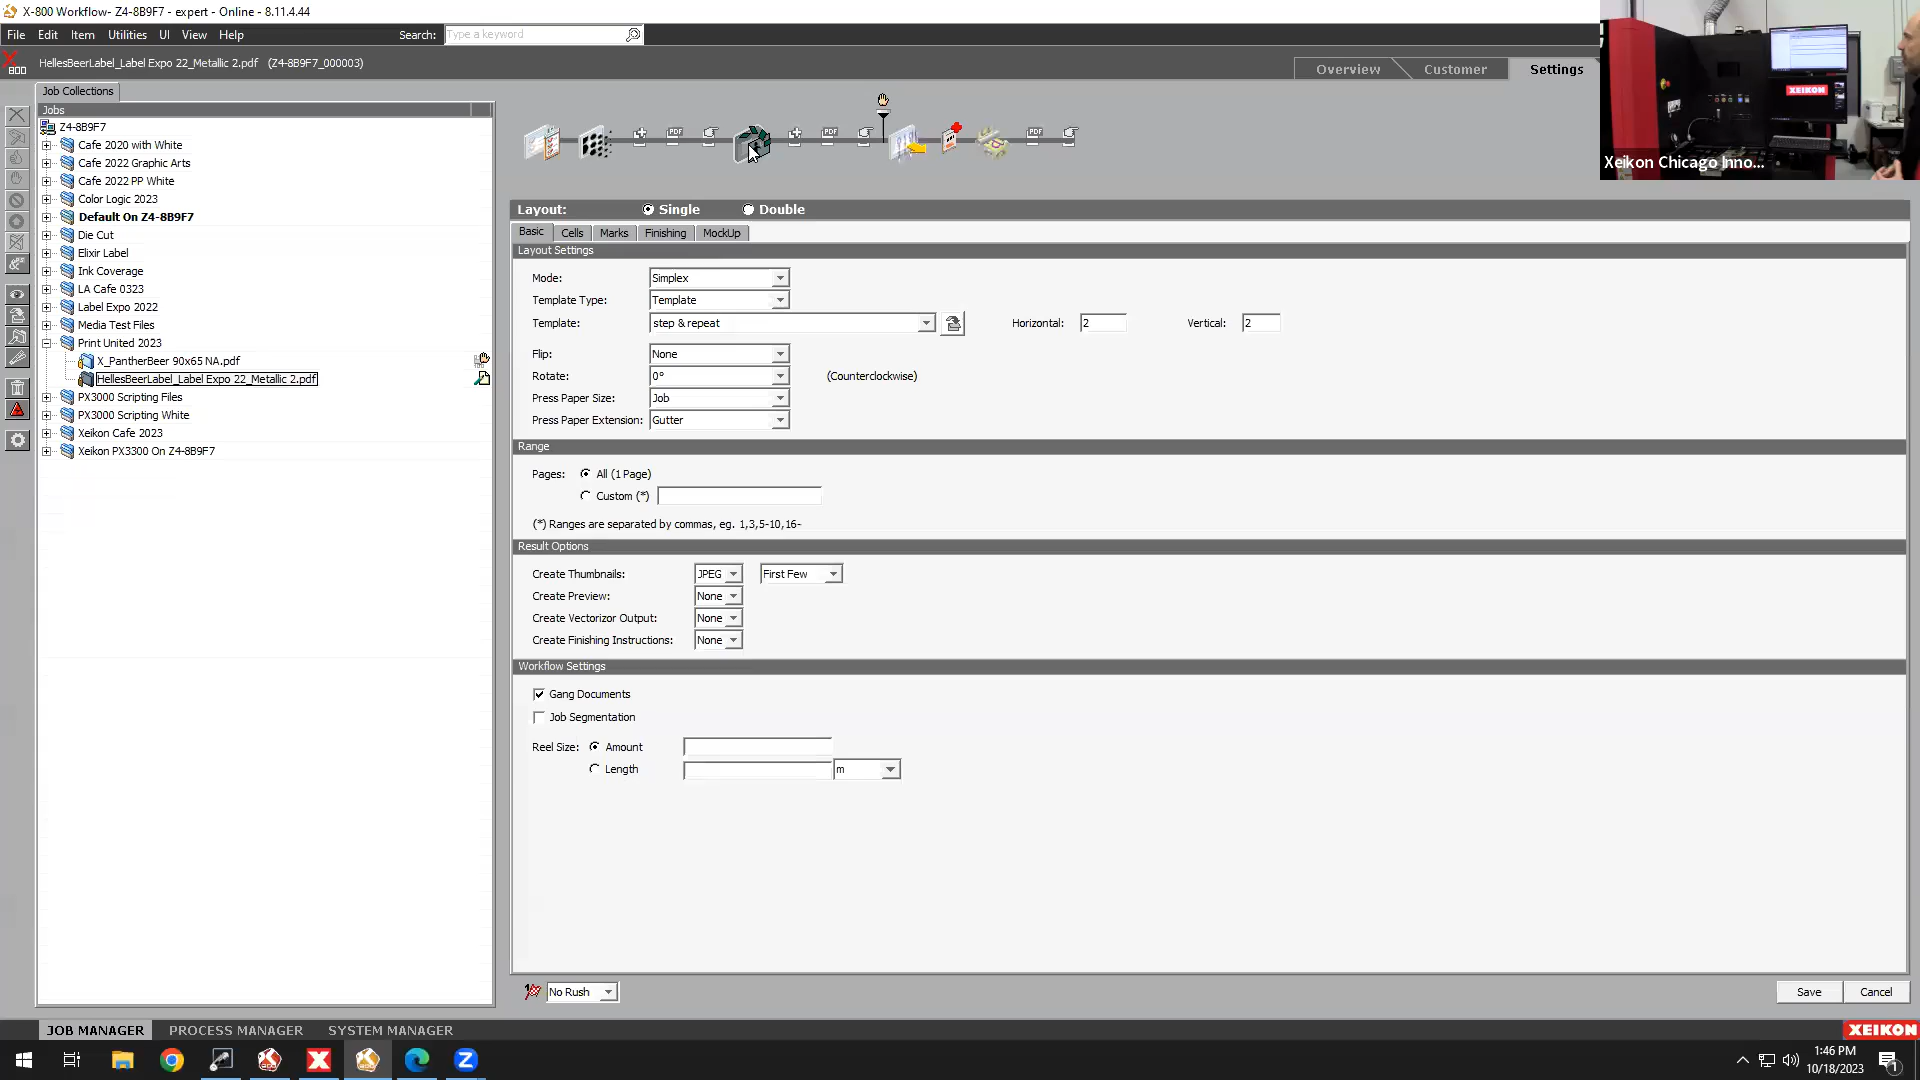 X-800 Workflow- Z4-8B9F7 - expert - Online - 8.11.4.44
File Edit Item Utilities UI View Help Search: Type a keyword
800 HellesBeerLabel_Label Expo 22_Metallic 2.pdf (Z4-8B9F7_000003) Overview Customer Settings
XEIKON
Xeikon Chicago Inno...
Job Collections
Jobs
Z4-8B9F7
Cafe 2020 with White
Cafe 2022 Graphic Arts
Cafe 2022 PP White
Color Logic 2023
Default On Z4-8B9F7
Die Cut
Elixir Label
Ink Coverage
LA Cafe 0323
Label Expo 2022
Media Test Files
Print United 2023
X_PantherBeer 90x65 NA.pdf
HellesBeerLabel_Label Expo 22_Metallic 2.pdf
PX3000 Scripting Files
PX3000 Scripting White
Xeikon Cafe 2023
Xeikon PX3300 On Z4-8B9F7
PDF PDF PDF
Layout: Single Double
Basic Cells Marks Finishing MockUp
Layout Settings
Mode: Simplex
Template Type: Template
Template: step & repeat Horizontal: 2 Vertical: 2
Flip: None
Rotate: 0° (Counterclockwise)
Press Paper Size: Job
Press Paper Extension: Gutter
Range
Pages: All (1 Page)
Custom (*)
(*) Ranges are separated by commas, eg. 1,3,5-10,16-
Result Options
Create Thumbnails: JPEG First Few
Create Preview: None
Create Vectorizor Output: None
Create Finishing Instructions: None
Workflow Settings
Gang Documents
Job Segmentation
Reel Size: Amount
Length m
No Rush Save Cancel
JOB MANAGER PROCESS MANAGER SYSTEM MANAGER XEIKON
1:46 PM
10/18/2023
1